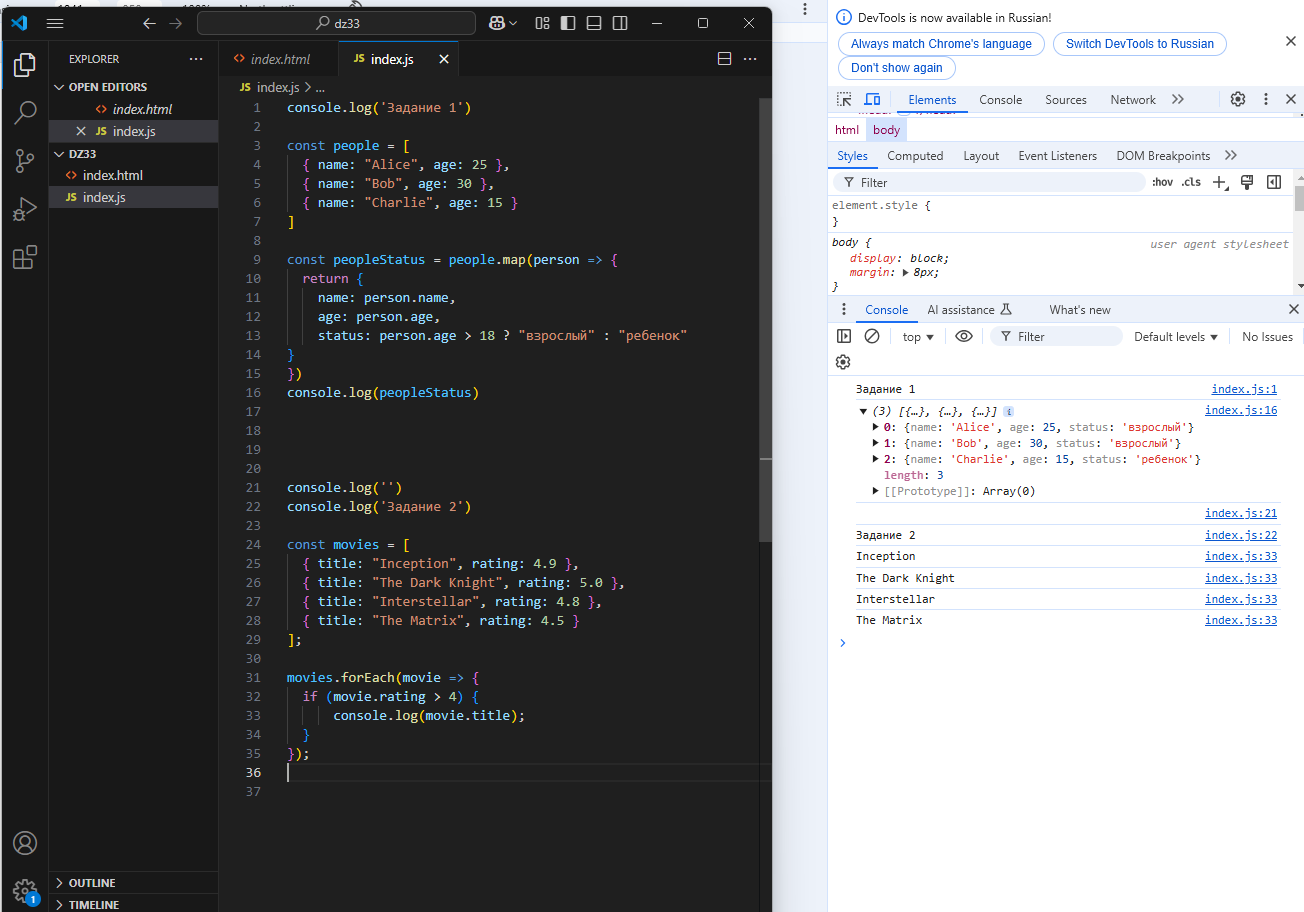 dz33
EXPLORER
OPEN EDITORS
index.html
JS index.js
DZ33
index.html
JS index.js
OUTLINE
TIMELINE
1
index.html
JS index.js
JS index.js > ...
1 console.log('Задание 1')
2
3 const people = [
4 { name: "Alice", age: 25 },
5 { name: "Bob", age: 30 },
6 { name: "Charlie", age: 15 }
7 ]
8
9 const peopleStatus = people.map(person => {
10 return {
11 name: person.name,
12 age: person.age,
13 status: person.age > 18 ? "взрослый" : "ребенок"
14 }
15 })
16 console.log(peopleStatus)
17
18
19
20
21 console.log('')
22 console.log('Задание 2')
23
24 const movies = [
25 { title: "Inception", rating: 4.9 },
26 { title: "The Dark Knight", rating: 5.0 },
27 { title: "Interstellar", rating: 4.8 },
28 { title: "The Matrix", rating: 4.5 }
29 ];
30
31 movies.forEach(movie => {
32 if (movie.rating > 4) {
33 console.log(movie.title);
34 }
35 });
36
37
DevTools is now available in Russian!
Always match Chrome's language
Switch DevTools to Russian
Don't show again
Elements Console Sources Network
html body
Styles Computed Layout Event Listeners DOM Breakpoints
Filter :hov .cls
element.style {
}
body { user agent stylesheet
display: block;
margin: 8px;
}
Console AI assistance What's new
top Filter Default levels No Issues
Задание 1 index.js:1
(3) [{…}, {…}, {…}] i index.js:16
0: {name: 'Alice', age: 25, status: 'взрослый'}
1: {name: 'Bob', age: 30, status: 'взрослый'}
2: {name: 'Charlie', age: 15, status: 'ребенок'}
length: 3
[[Prototype]]: Array(0)
index.js:21
Задание 2 index.js:22
Inception index.js:33
The Dark Knight index.js:33
Interstellar index.js:33
The Matrix index.js:33